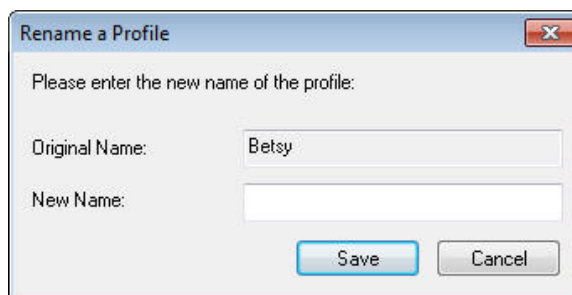 Rename a Profile
Please enter the new name of the profile:
Original Name: Betsy
New Name:
Save Cancel